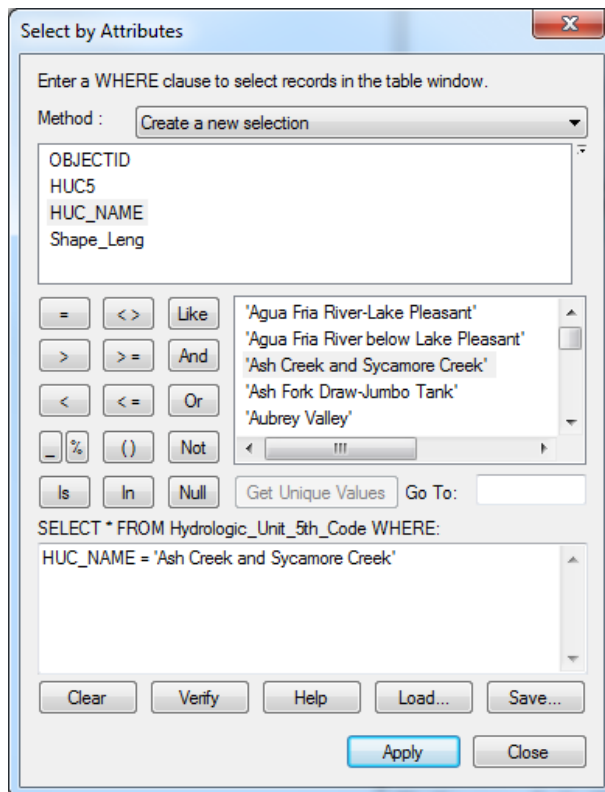 Select by Attributes
Enter a WHERE clause to select records in the table window.
Method : Create a new selection
OBJECTID
HUC5
HUC_NAME
Shape_Leng
= < > Like
> > = And
< < = Or
_ % () Not
Is In Null
'Agua Fria River-Lake Pleasant'
'Agua Fria River below Lake Pleasant'
'Ash Creek and Sycamore Creek'
'Ash Fork Draw-Jumbo Tank'
'Aubrey Valley'
Get Unique Values Go To:
SELECT * FROM Hydrologic_Unit_5th_Code WHERE:
HUC_NAME = 'Ash Creek and Sycamore Creek'
Clear Verify Help Load... Save...
Apply Close